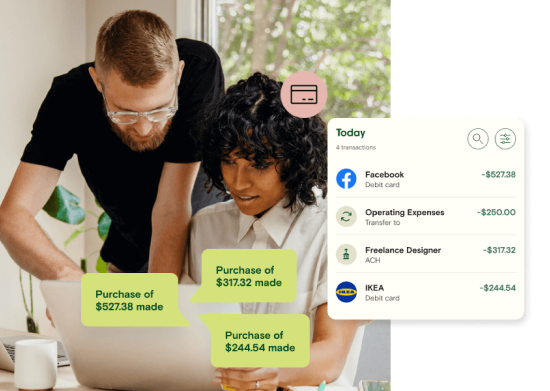 Today
4 transactions
Facebook
-$527.38
Debit card
Operating Expenses
-$250.00
Transfer to
Freelance Designer
-$317.32
ACH
IKEA
IKEA
-$244.54
Debit card
Purchase of
$317.32 made
Purchase of
$527.38 made
Purchase of
$244.54 made